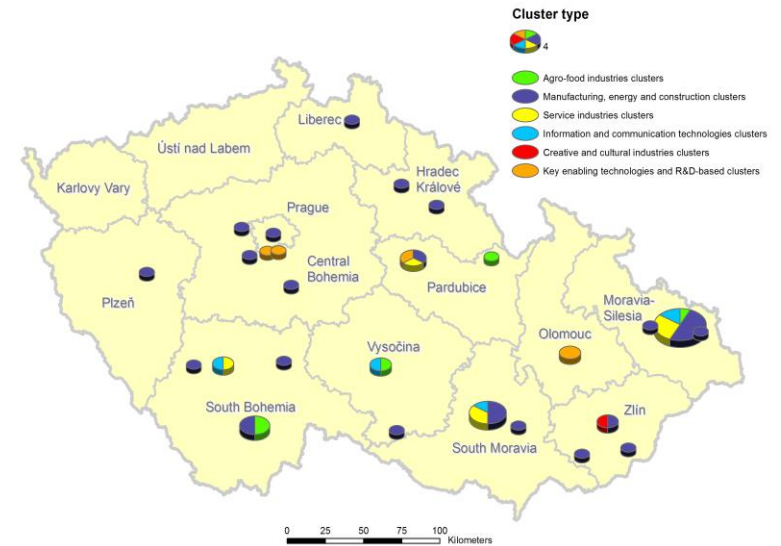 Cluster type
4
Agro-food industries clusters
Manufacturing, energy and construction clusters
Service industries clusters
Information and communication technologies clusters
Creative and cultural industries clusters
Key enabling technologies and R&D-based clusters
Liberec
Ústí nad Labem
Karlovy Vary
Hradec
Králové
Prague
Central
Bohemia
Plzeň
Pardubice
Moravia-
Silesia
Olomouc
Vysočina
South Bohemia
Zlín
South Moravia
0 25 50 75 100
Kilometers